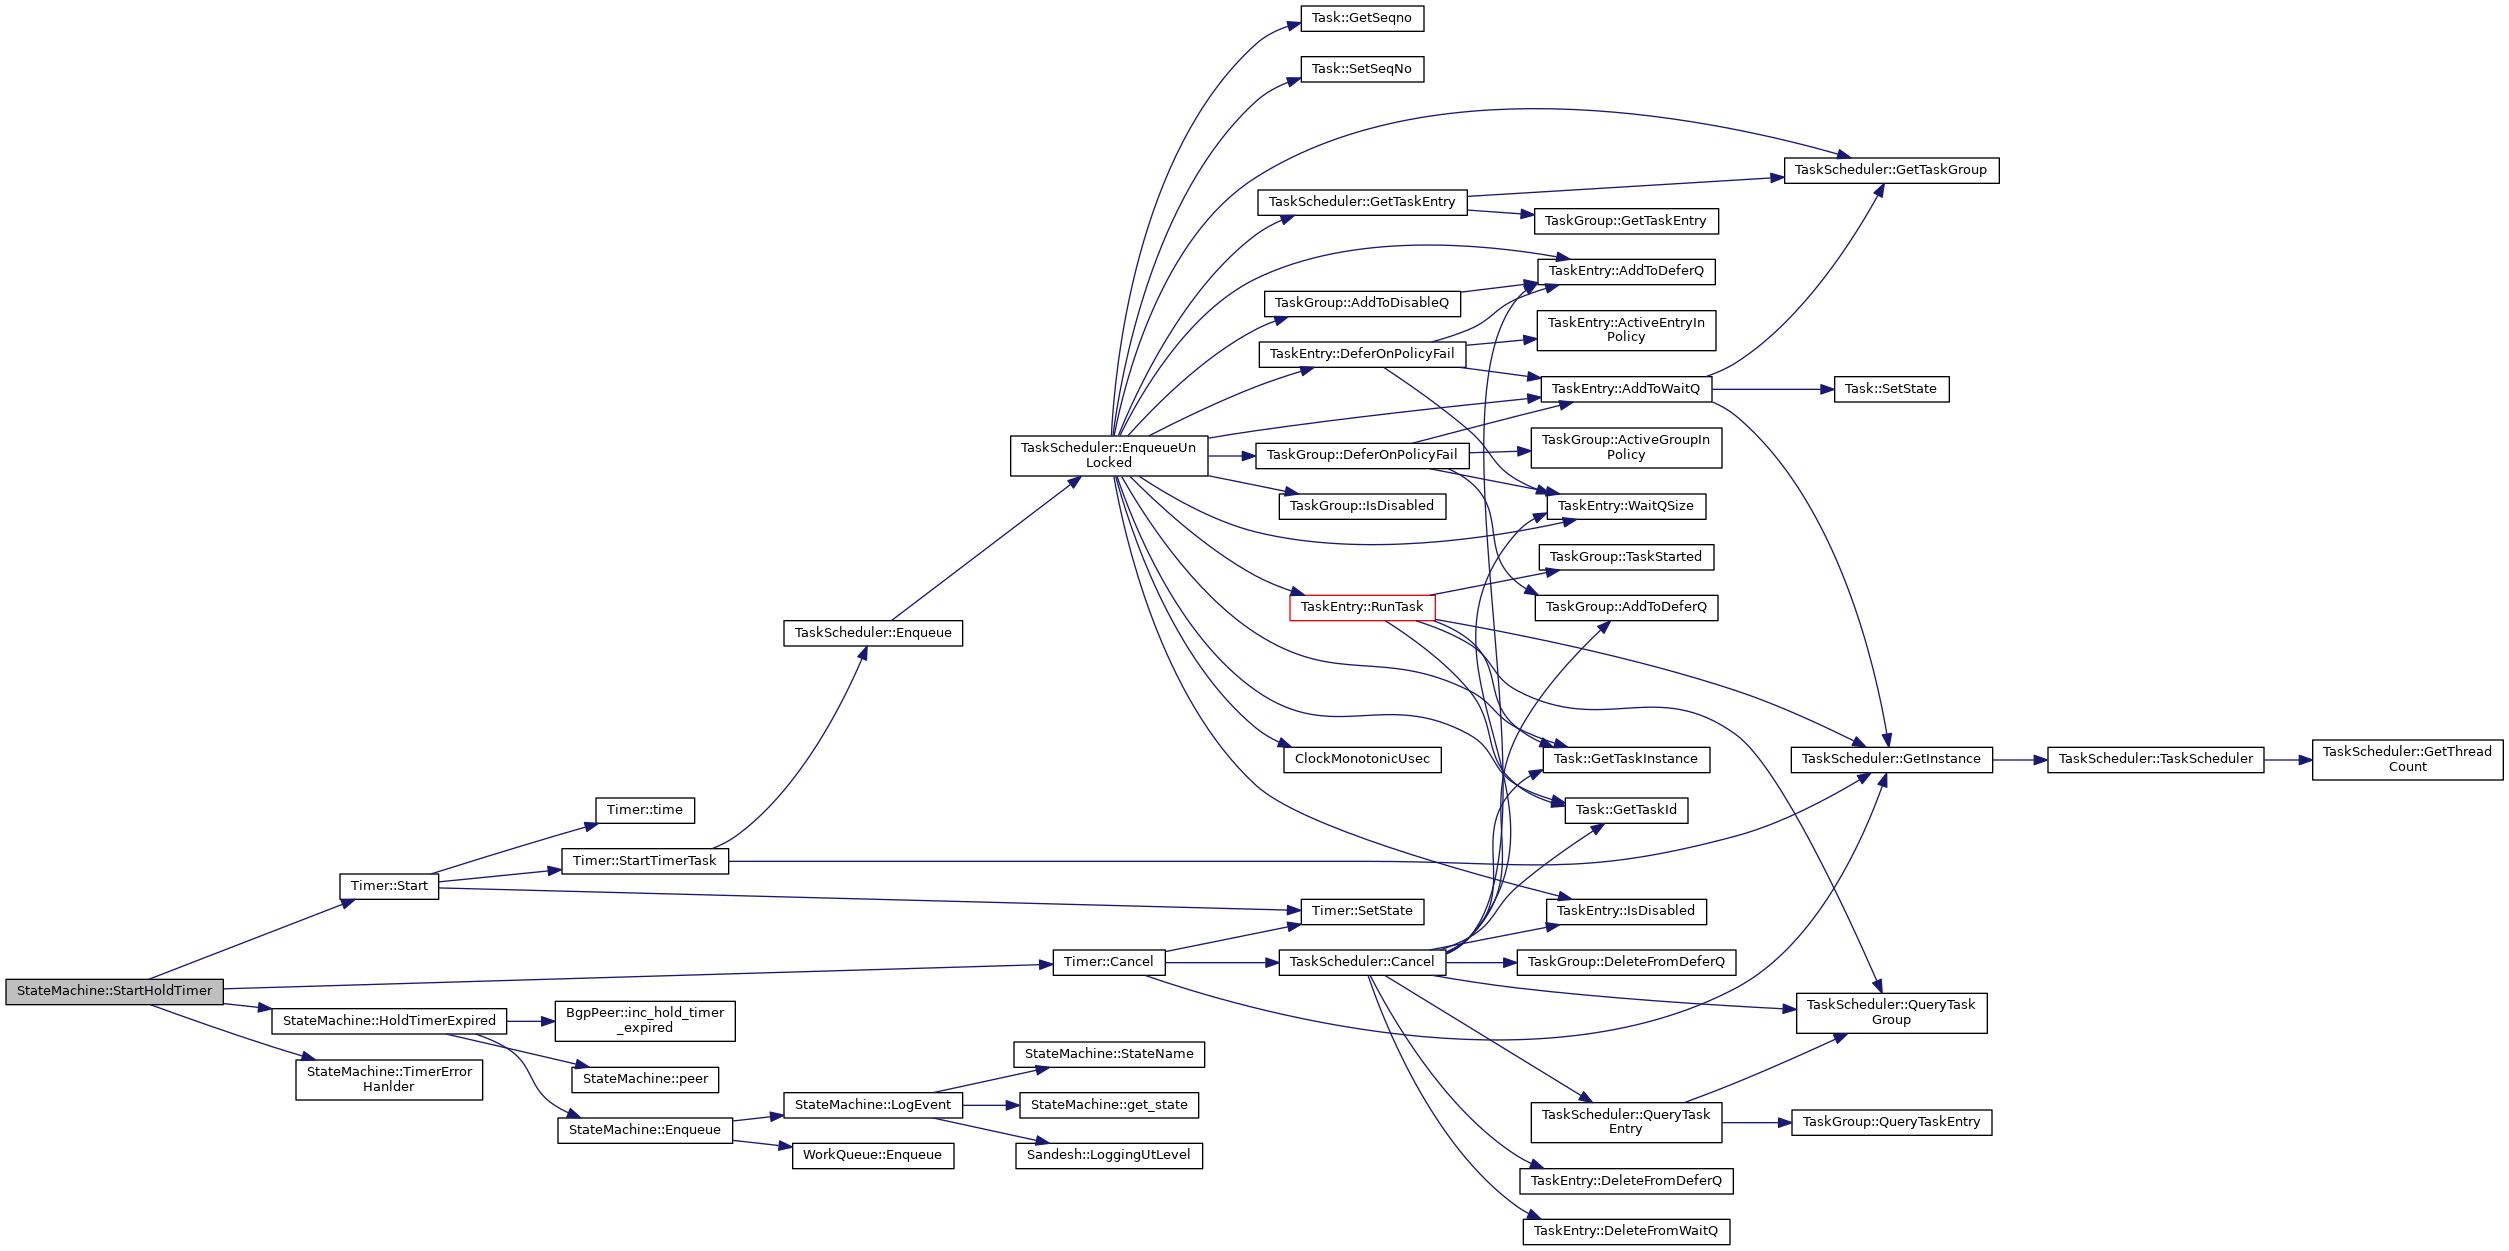 Task::GetSeqno
Task::SetSeqNo
TaskScheduler::GetTaskGroup
TaskScheduler::GetTaskEntry
TaskGroup::GetTaskEntry
TaskEntry::AddToDeferQ
TaskGroup::AddToDisableQ
TaskEntry::ActiveEntryIn
Policy
TaskEntry::DeferOnPolicyFail
TaskEntry::AddToWaitQ
Task::SetState
TaskScheduler::EnqueueUn
Locked
TaskGroup::DeferOnPolicyFail
TaskGroup::ActiveGroupIn
Policy
TaskGroup::IsDisabled
TaskEntry::WaitQSize
TaskGroup::TaskStarted
TaskEntry::RunTask
TaskGroup::AddToDeferQ
TaskScheduler::Enqueue
ClockMonotonicUsec
Task::GetTaskInstance
TaskScheduler::GetInstance
TaskScheduler::TaskScheduler
TaskScheduler::GetThread
Count
Timer::time
Task::GetTaskId
Timer::StartTimerTask
Timer::Start
Timer::SetState
TaskEntry::IsDisabled
Timer::Cancel
TaskScheduler::Cancel
TaskGroup::DeleteFromDeferQ
StateMachine::StartHoldTimer
StateMachine::HoldTimerExpired
BgpPeer::inc_hold_timer
_expired
TaskScheduler::QueryTask
Group
StateMachine::TimerError
Hanlder
StateMachine::peer
StateMachine::StateName
StateMachine::LogEvent
StateMachine::get_state
StateMachine::Enqueue
WorkQueue::Enqueue
Sandesh::LoggingUtLevel
TaskScheduler::QueryTask
Entry
TaskGroup::QueryTaskEntry
TaskEntry::DeleteFromDeferQ
TaskEntry::DeleteFromWaitQ